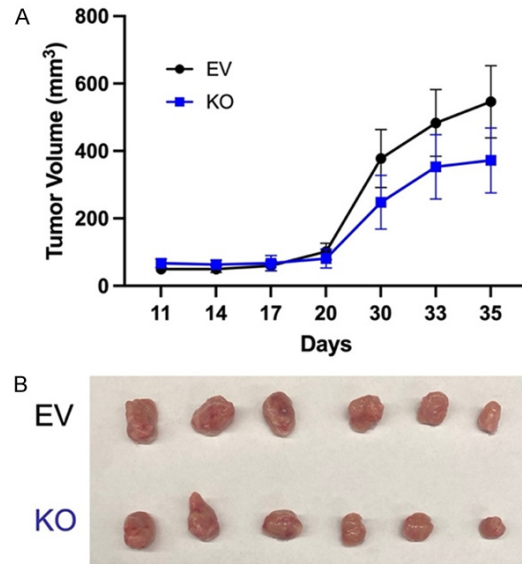 A
800
600
400
200
0
Tumor Volume (mm³)
EV
KO
11 14 17 20 30 33 35
Days
B
EV
KO